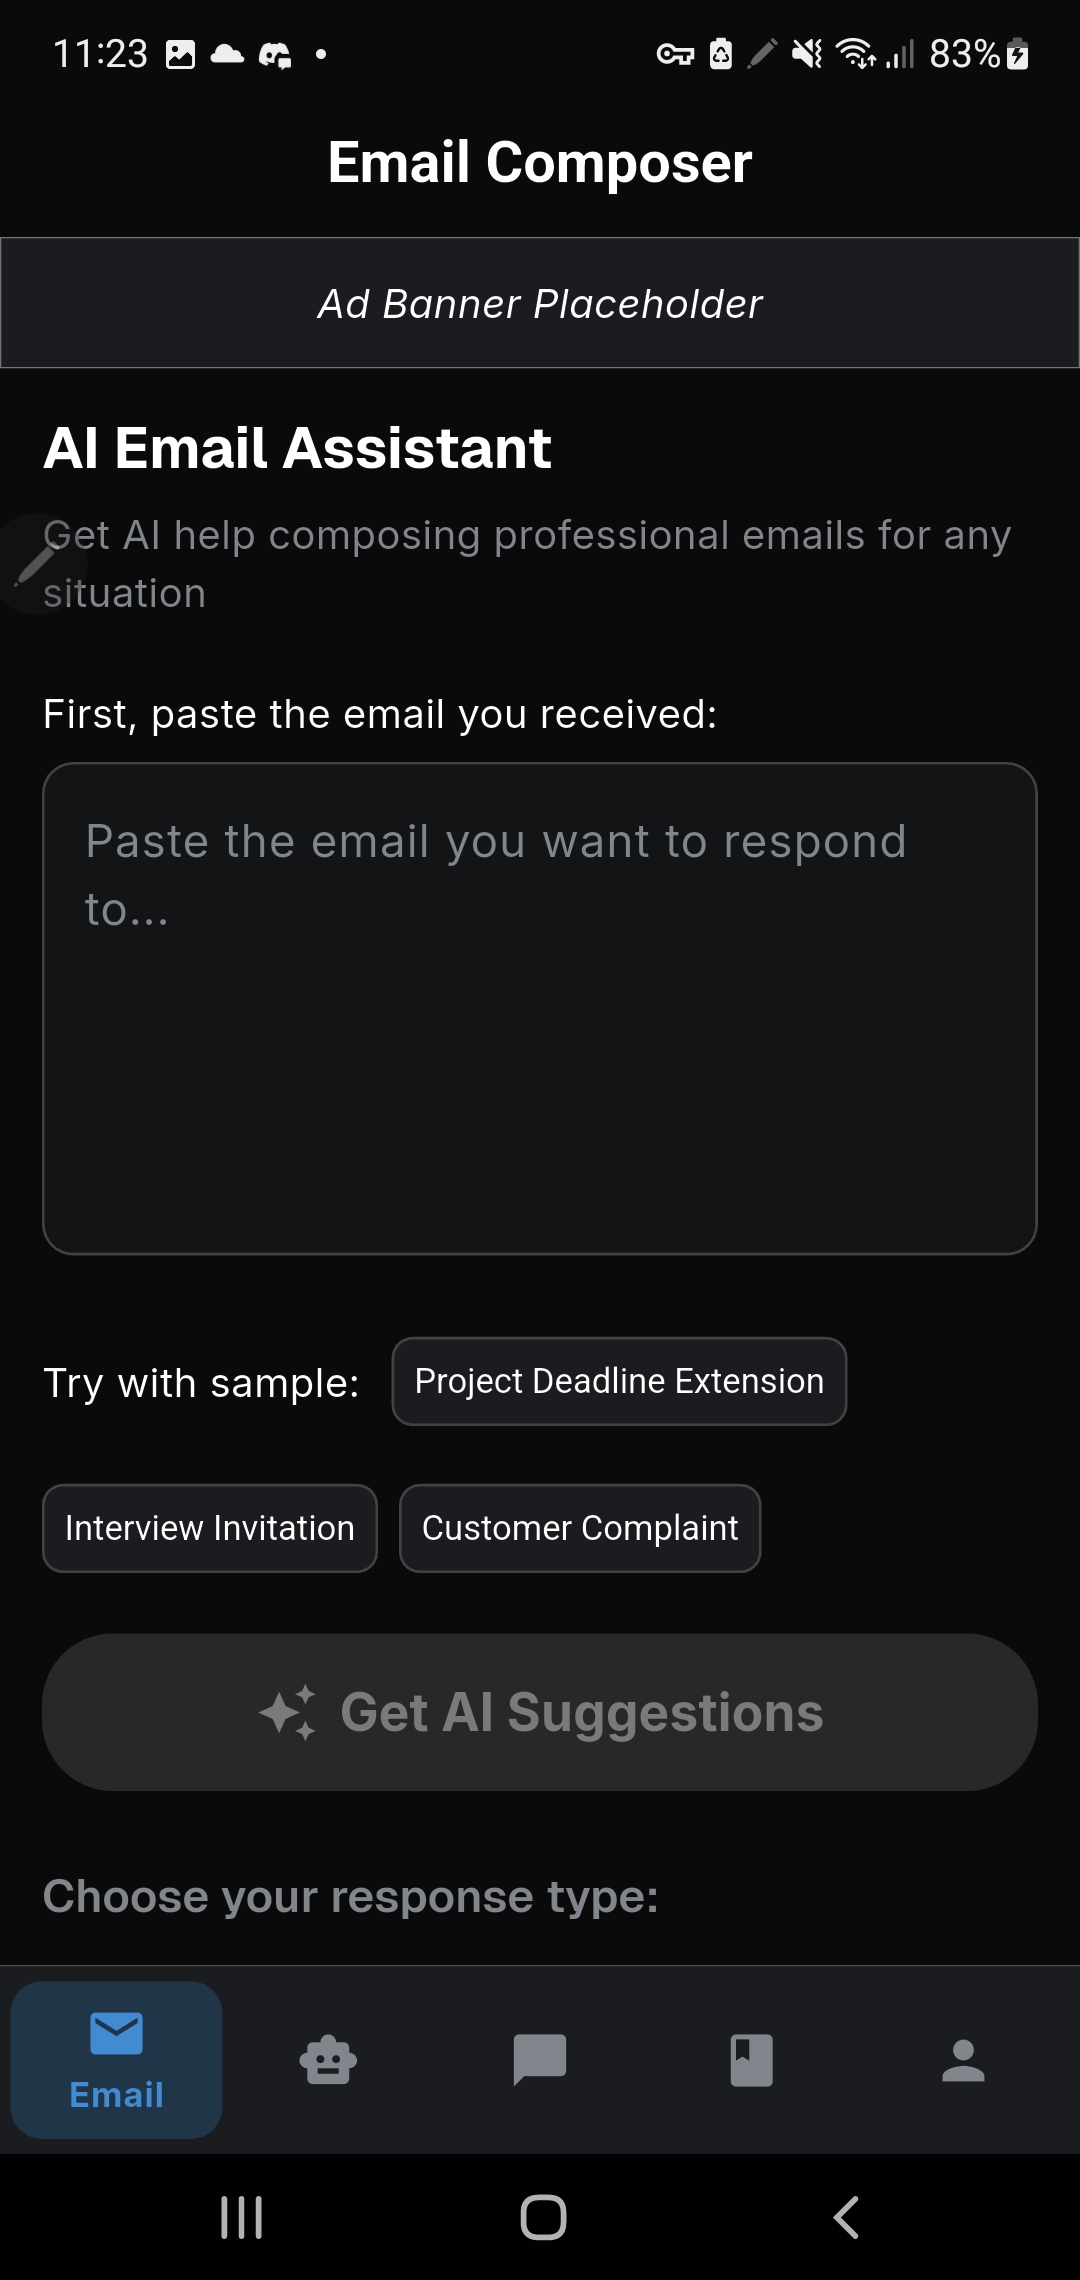 11:23
83%
Email Composer
Ad Banner Placeholder
AI Email Assistant
Get AI help composing professional emails for any
situation
First, paste the email you received:
Paste the email you want to respond
to...
Try with sample:
Project Deadline Extension
Interview Invitation
Customer Complaint
Get AI Suggestions
Choose your response type:
Email